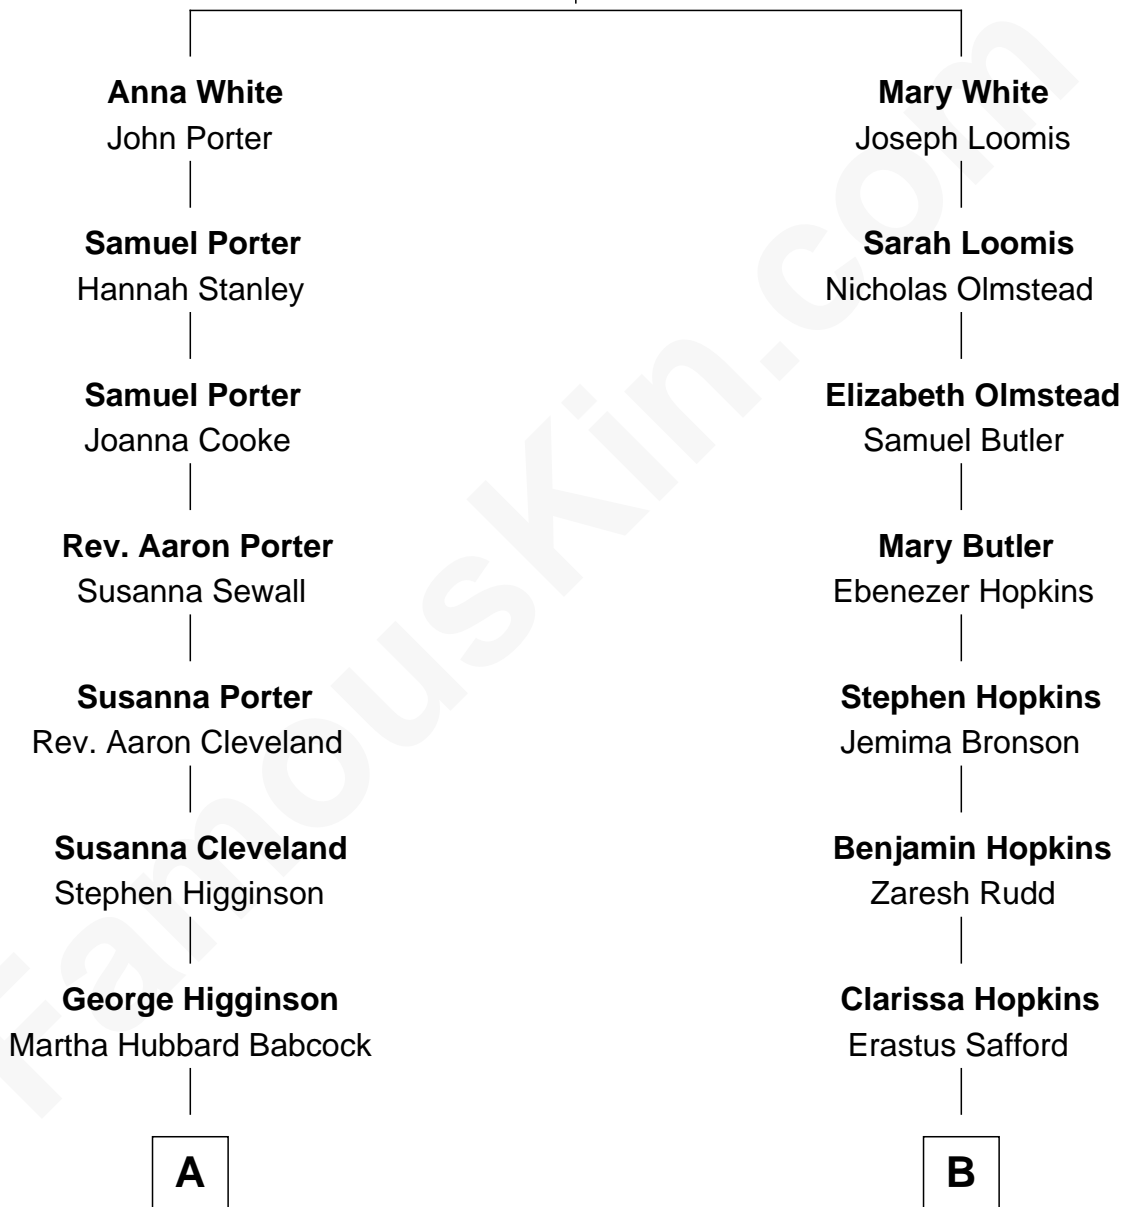 Anna White
John Porter
Samuel Porter
Hannah Stanley
Samuel Porter
Joanna Cooke
Rev. Aaron Porter
Susanna Sewall
Susanna Porter
Rev. Aaron Cleveland
Susanna Cleveland
Stephen Higginson
George Higginson
Martha Hubbard Babcock
A
Mary White
Joseph Loomis
Sarah Loomis
Nicholas Olmstead
Elizabeth Olmstead
Samuel Butler
Mary Butler
Ebenezer Hopkins
Stephen Hopkins
Jemima Bronson
Benjamin Hopkins
Zaresh Rudd
Clarissa Hopkins
Erastus Safford
B
FamousKin.com